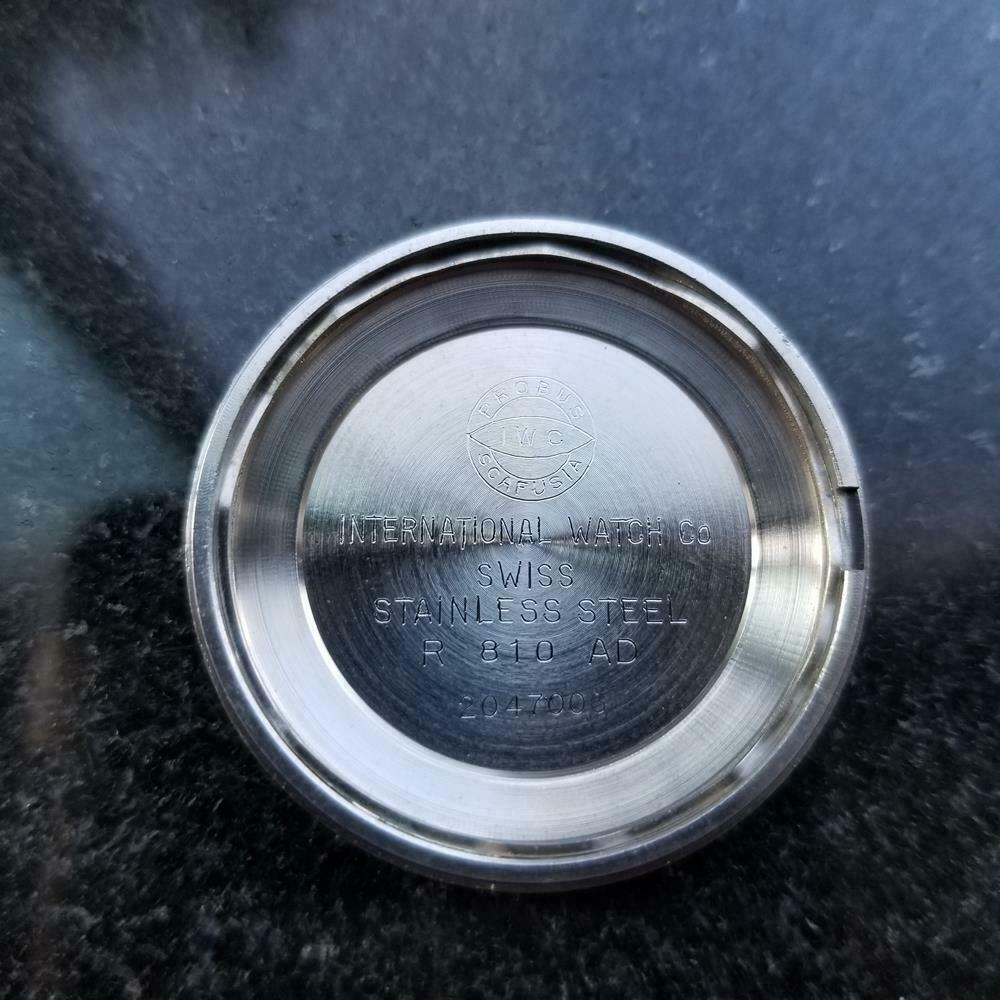 PROBUS
IWC
SCAFUSIA
INTERNATIONAL WATCH Co
SWISS
STAINLESS STEEL
R 810 AD